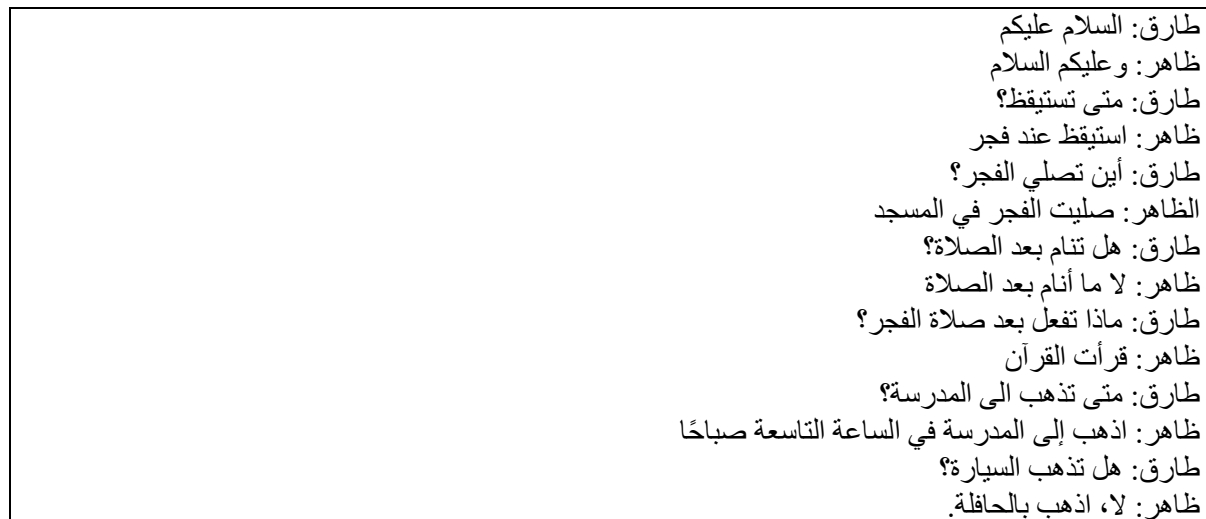 طارق: السلام عليكم
ظاهر: وعليكم السلام
طارق: متى تستيقظ؟
ظاهر: استيقظ عند فجر
طارق: أين تصلي الفجر؟
الظاهر: صليت الفجر في المسجد
طارق: هل تنام بعد الصلاة؟
ظاهر: لا ما أنام بعد الصلاة
طارق: ماذا تفعل بعد صلاة الفجر؟
ظاهر: قرأت القرآن
طارق: متى تذهب الى المدرسة؟
ظاهر: اذهب إلى المدرسة في الساعة التاسعة صباحًا
طارق: هل تذهب السيارة؟
ظاهر: لا، اذهب بالحافلة.